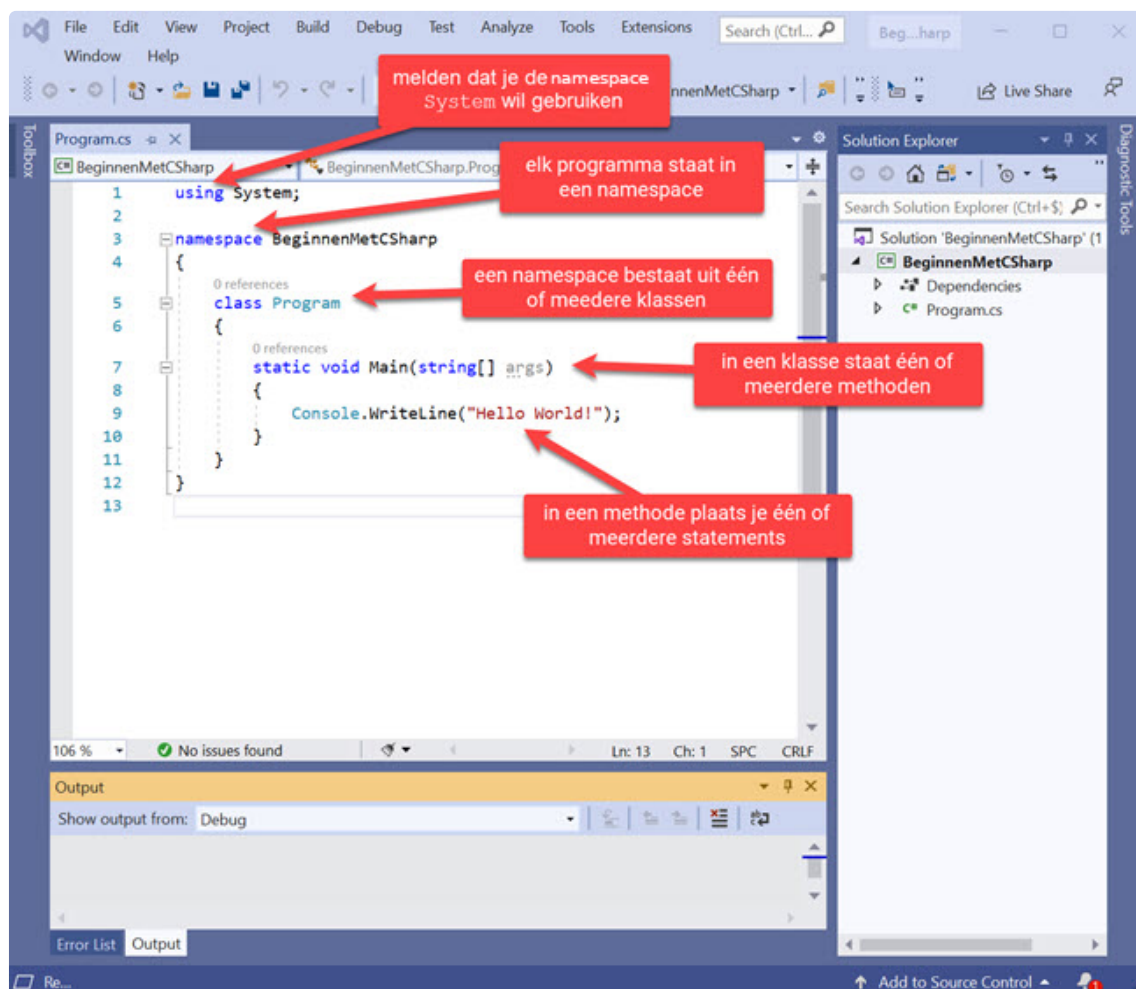 File Edit View Project Build Debug Test Analyze Tools Extensions Search (Ctrl... Beg...harp
Window Help
melden dat je de namespace
System wil gebruiken
nnenMetCSharp
Live Share
Toolbox
Program.cs
BeginnenMetCSharp
BeginnenMetCSharp.Prog
elk programma staat in
een namespace
1 using System;
2
3 namespace BeginnenMetCSharp
4 {
0 references
5 class Program
6 {
0 references
7 static void Main(string[] args)
8 {
9 Console.WriteLine("Hello World!");
10 }
11 }
12 }
13
een namespace bestaat uit één
of meedere klassen
in een klasse staat één of
meerdere methoden
in een methode plaats je één of
meerdere statements
106 % No issues found Ln: 13 Ch: 1 SPC CRLF
Output
Show output from: Debug
Error List Output
Solution Explorer
Search Solution Explorer (Ctrl+$)
Solution 'BeginnenMetCSharp' (1
BeginnenMetCSharp
Dependencies
C# Program.cs
Diagnostic Tools
Re...
Add to Source Control
1